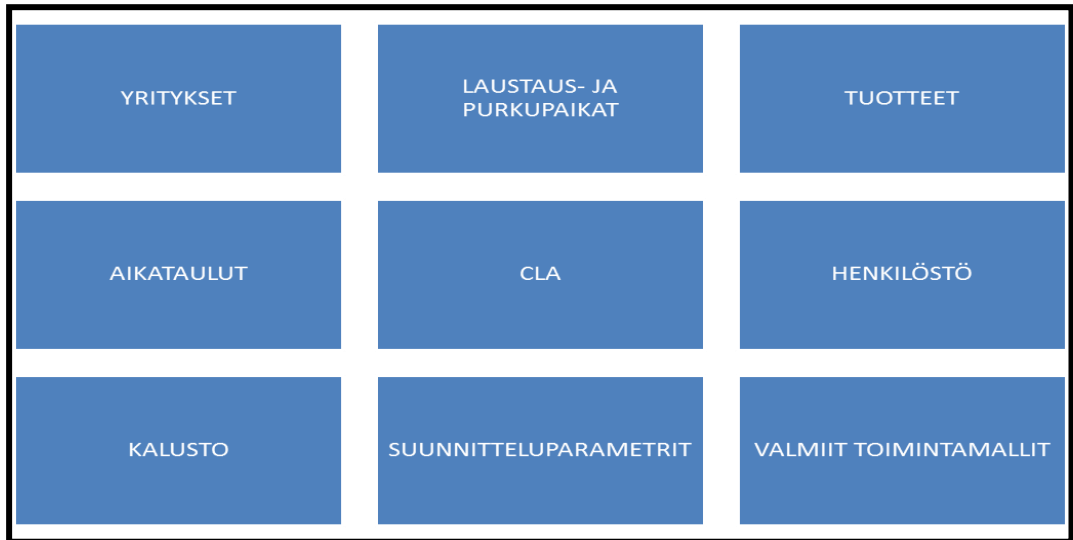 YRITYKSET
LAUSTAUS- JA
PURKUPAIKAT
TUOTTEET
AIKATAULUT
CLA
HENKILÖSTÖ
KALUSTO
SUUNNITTELUPARAMETRIT
VALMIIT TOIMINTAMALLIT